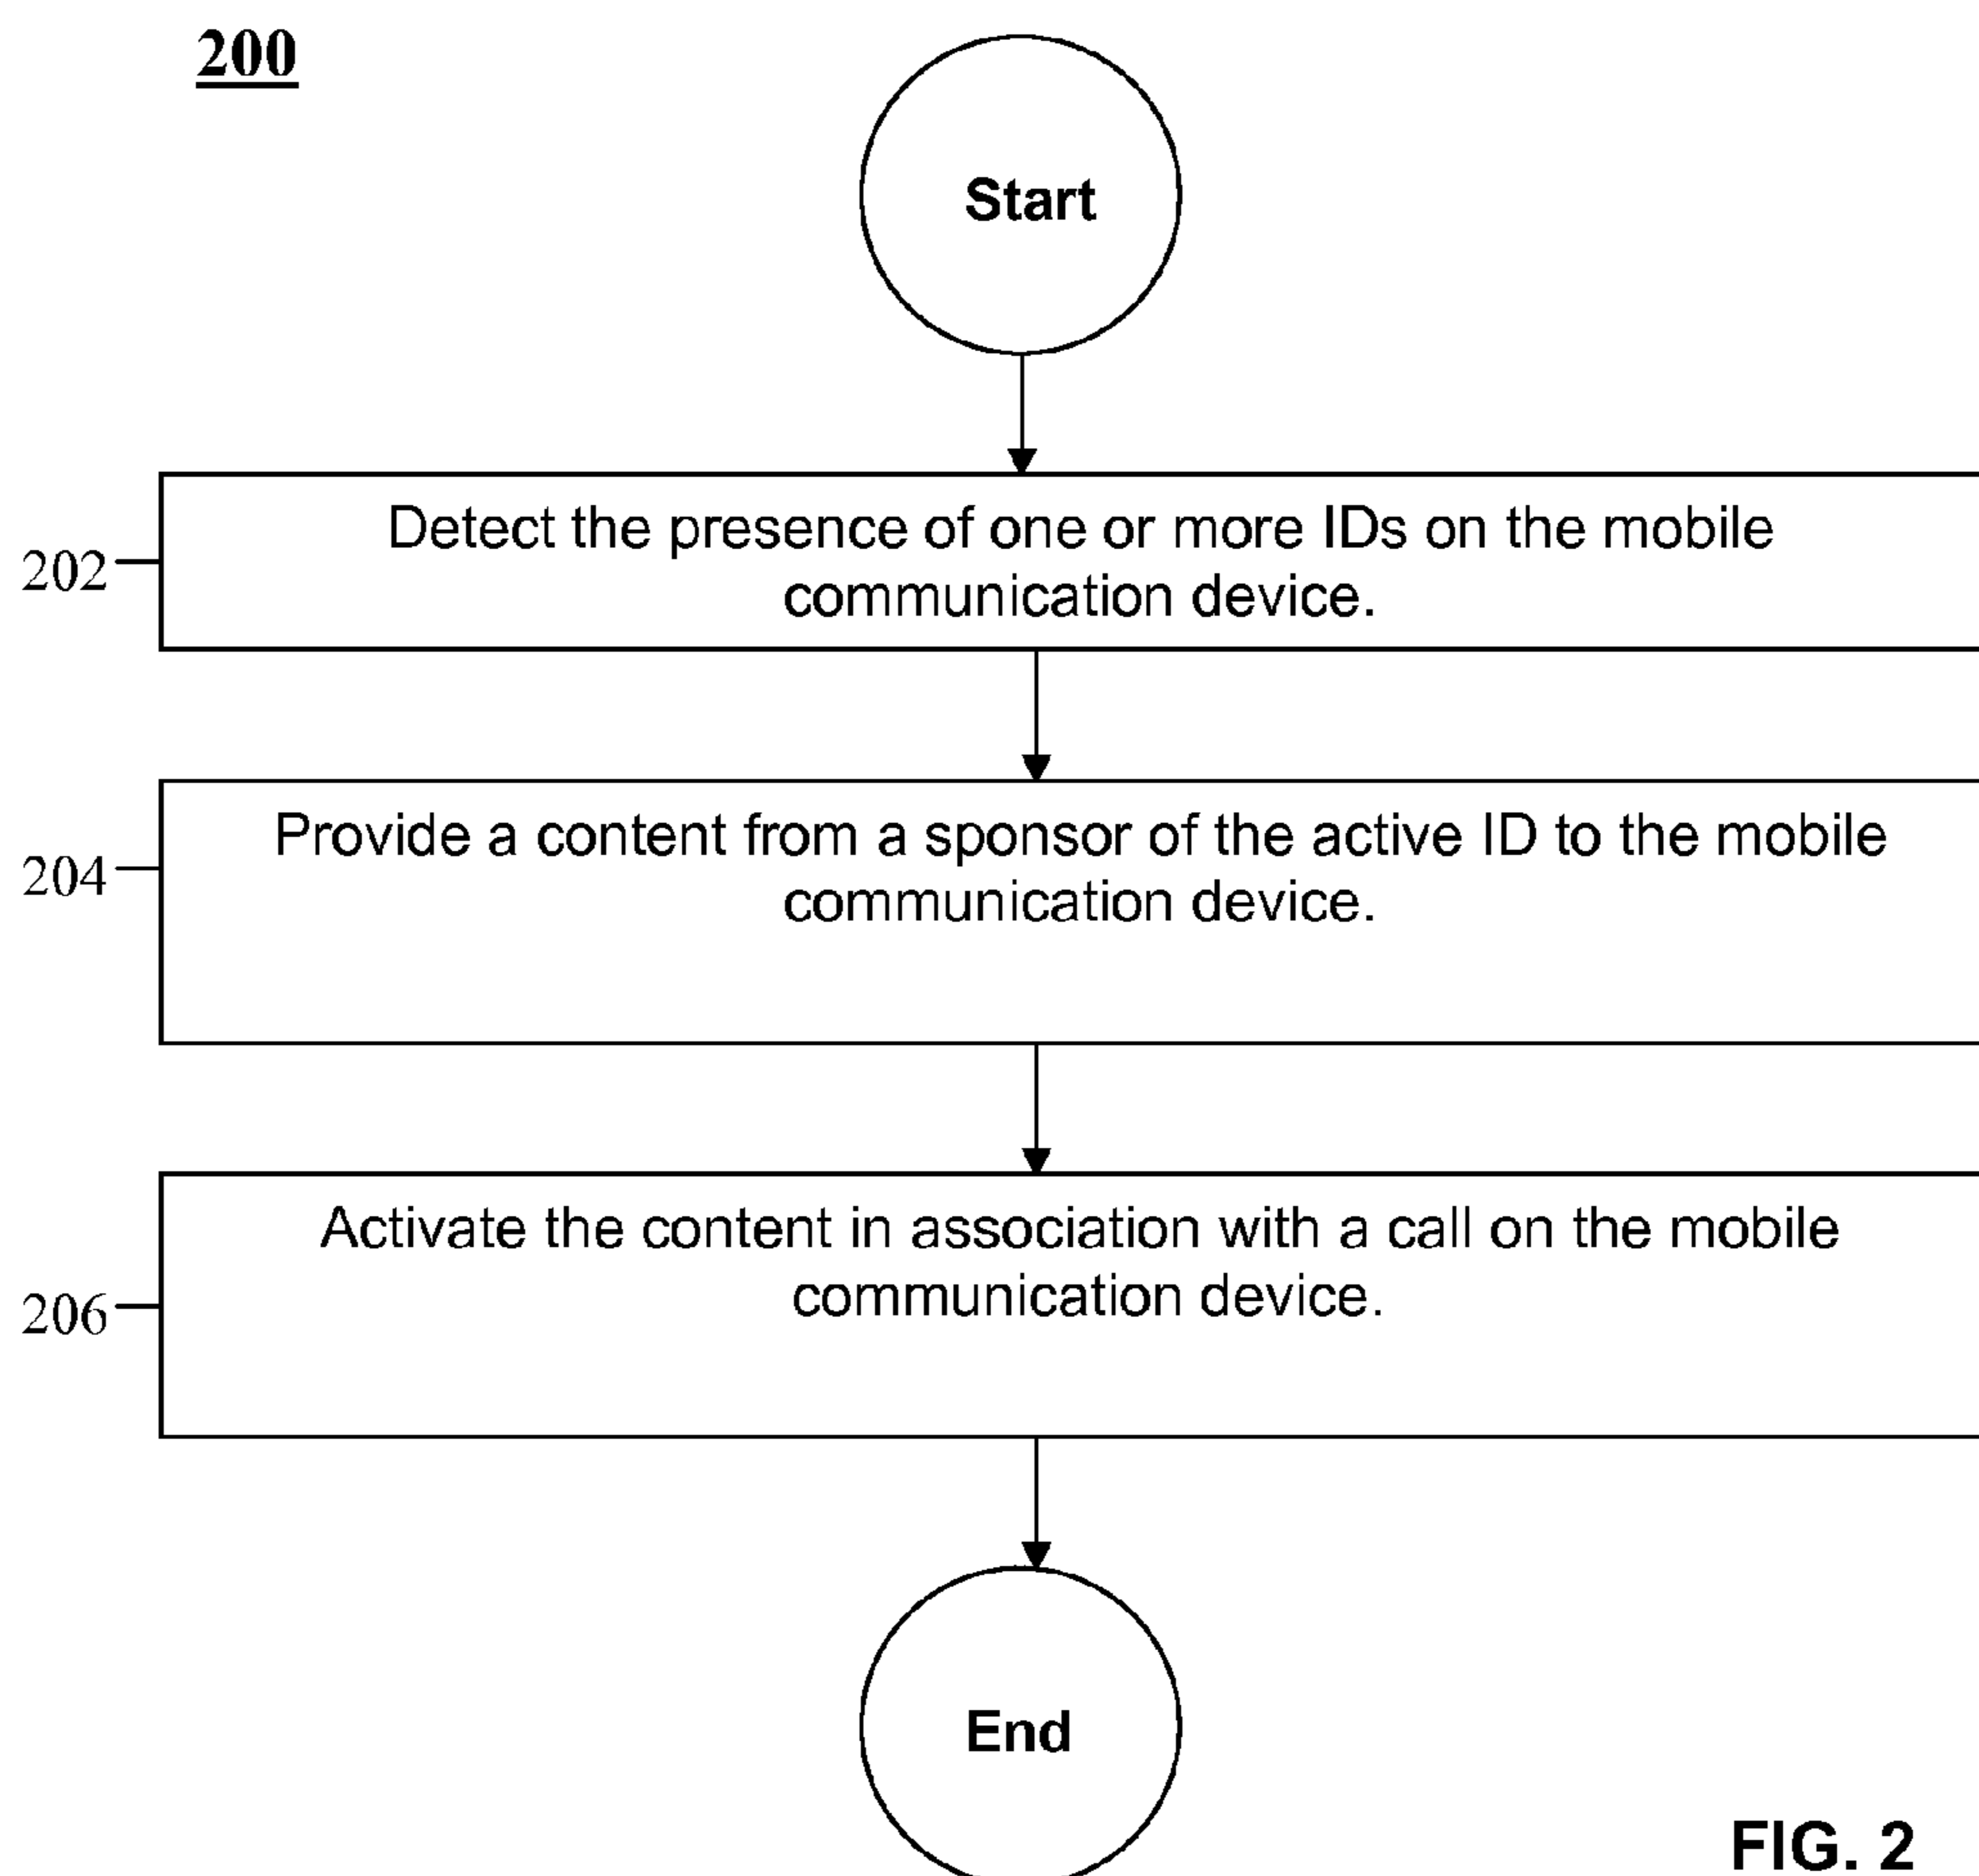 200
Start
Detect the presence of one or more IDs on the mobile
communication device.
202
Provide a content from a sponsor of the active ID to the mobile
communication device.
204
Activate the content in association with a call on the mobile
communication device.
206
End
FIG. 2